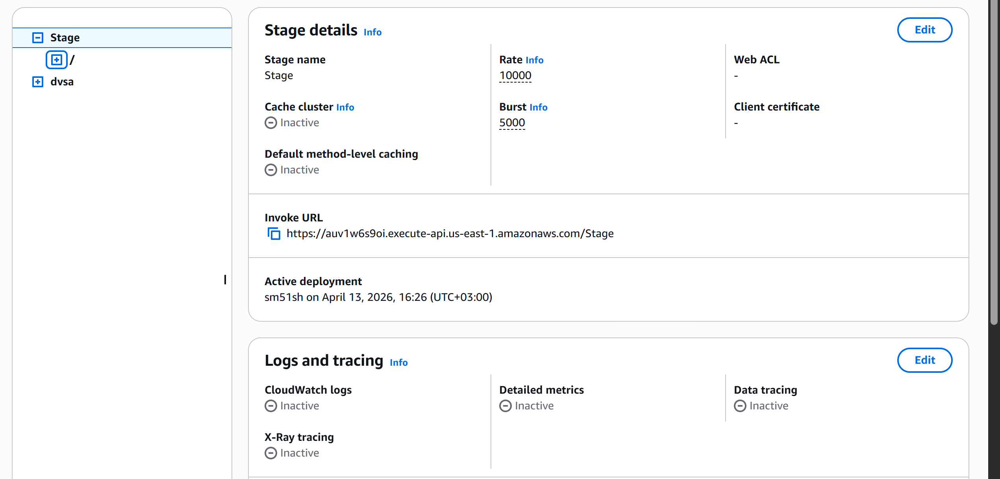 Stage
/
dvsa
Stage details Info
Edit
Stage name
Stage
Rate Info
10000
Web ACL
-
Cache cluster Info
Inactive
Burst Info
5000
Client certificate
-
Default method-level caching
Inactive
Invoke URL
https://auv1w6s9oi.execute-api.us-east-1.amazonaws.com/Stage
Active deployment
sm51sh on April 13, 2026, 16:26 (UTC+03:00)
Logs and tracing Info
Edit
CloudWatch logs
Inactive
Detailed metrics
Inactive
Data tracing
Inactive
X-Ray tracing
Inactive